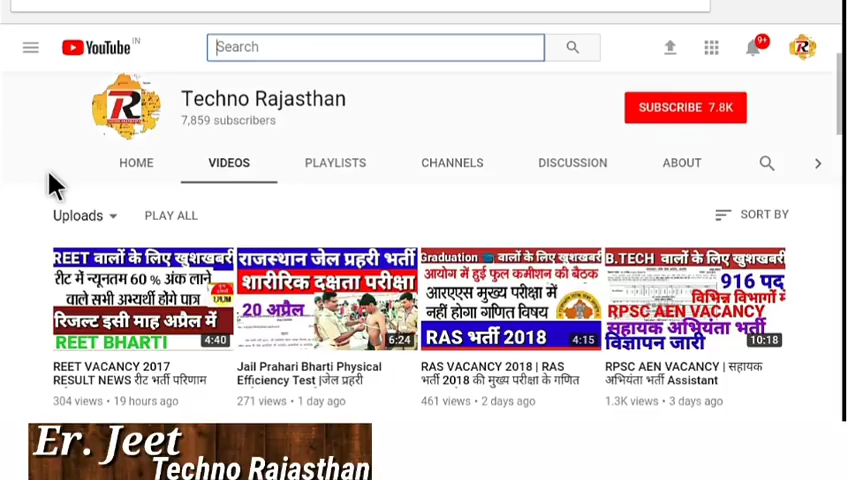 YouTube IN
Search
9+
Techno Rajasthan
7,859 subscribers
SUBSCRIBE 7.8K
HOME VIDEOS PLAYLISTS CHANNELS DISCUSSION ABOUT
Uploads PLAY ALL SORT BY
REET वालों के लिए खुशखबरी
रीट में न्यूनतम 60 % अंक लाने
वाले सभी अभ्यर्थी होगे पात्र
रिजल्ट इसी माह अप्रैल में
REET BHARTI
4:40
राजस्थान जेल प्रहरी भर्ती
शारीरिक दक्षता परीक्षा
20 अप्रैल
6:24
Graduation वालों के लिए खुशखबरी
आयोग में हुई फुल कमीशन की बैठक
आरएएस मुख्य परीक्षा में
नहीं होगा गणित विषय
RAS भर्ती 2018
4:15
B.TECH वालों के लिए खुशखबरी
916 पद
विभिन्न विभागों में
RPSC AEN VACANCY
सहायक अभियंता भर्ती
विज्ञापन जारी
10:18
REET VACANCY 2017
RESULT NEWS रीट भर्ती परिणाम
304 views • 19 hours ago
Jail Prahari Bharti Physical
Efficiency Test |जेल प्रहरी
271 views • 1 day ago
RAS VACANCY 2018 | RAS
भर्ती 2018 की मुख्य परीक्षा के गणित
461 views • 2 days ago
RPSC AEN VACANCY | सहायक
अभियंता भर्ती Assistant
1.3K views • 3 days ago
Er. Jeet
Techno Rajasthan